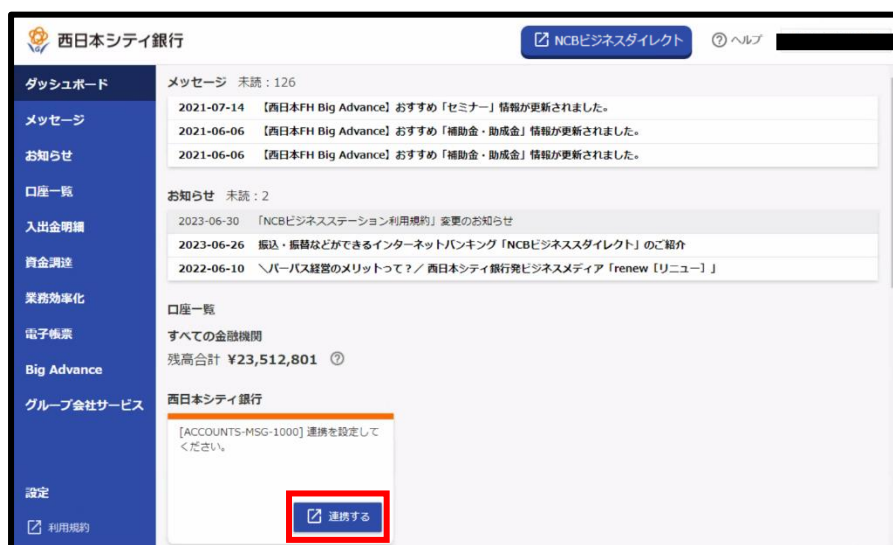 西日本シティ銀行
NCBビジネスダイレクト
ヘルプ
ダッシュボード
メッセージ
お知らせ
口座一覧
入出金明細
資金調達
業務効率化
電子帳票
Big Advance
グループ会社サービス
設定
利用規約
メッセージ 未読：126
2021-07-14 【西日本FH Big Advance】おすすめ「セミナー」情報が更新されました。
2021-06-06 【西日本FH Big Advance】おすすめ「補助金・助成金」情報が更新されました。
2021-06-06 【西日本FH Big Advance】おすすめ「補助金・助成金」情報が更新されました。
お知らせ 未読：2
2023-06-30 「NCBビジネスステーション利用規約」変更のお知らせ
2023-06-26 振込・振替などができるインターネットバンキング「NCBビジネスダイレクト」のご紹介
2022-06-10 ＼パーパス経営のメリットって？／ 西日本シティ銀行発ビジネスメディア「renew［リニュー］」
口座一覧
すべての金融機関
残高合計 ¥23,512,801
西日本シティ銀行
[ACCOUNTS-MSG-1000] 連携を設定して
ください。
連携する